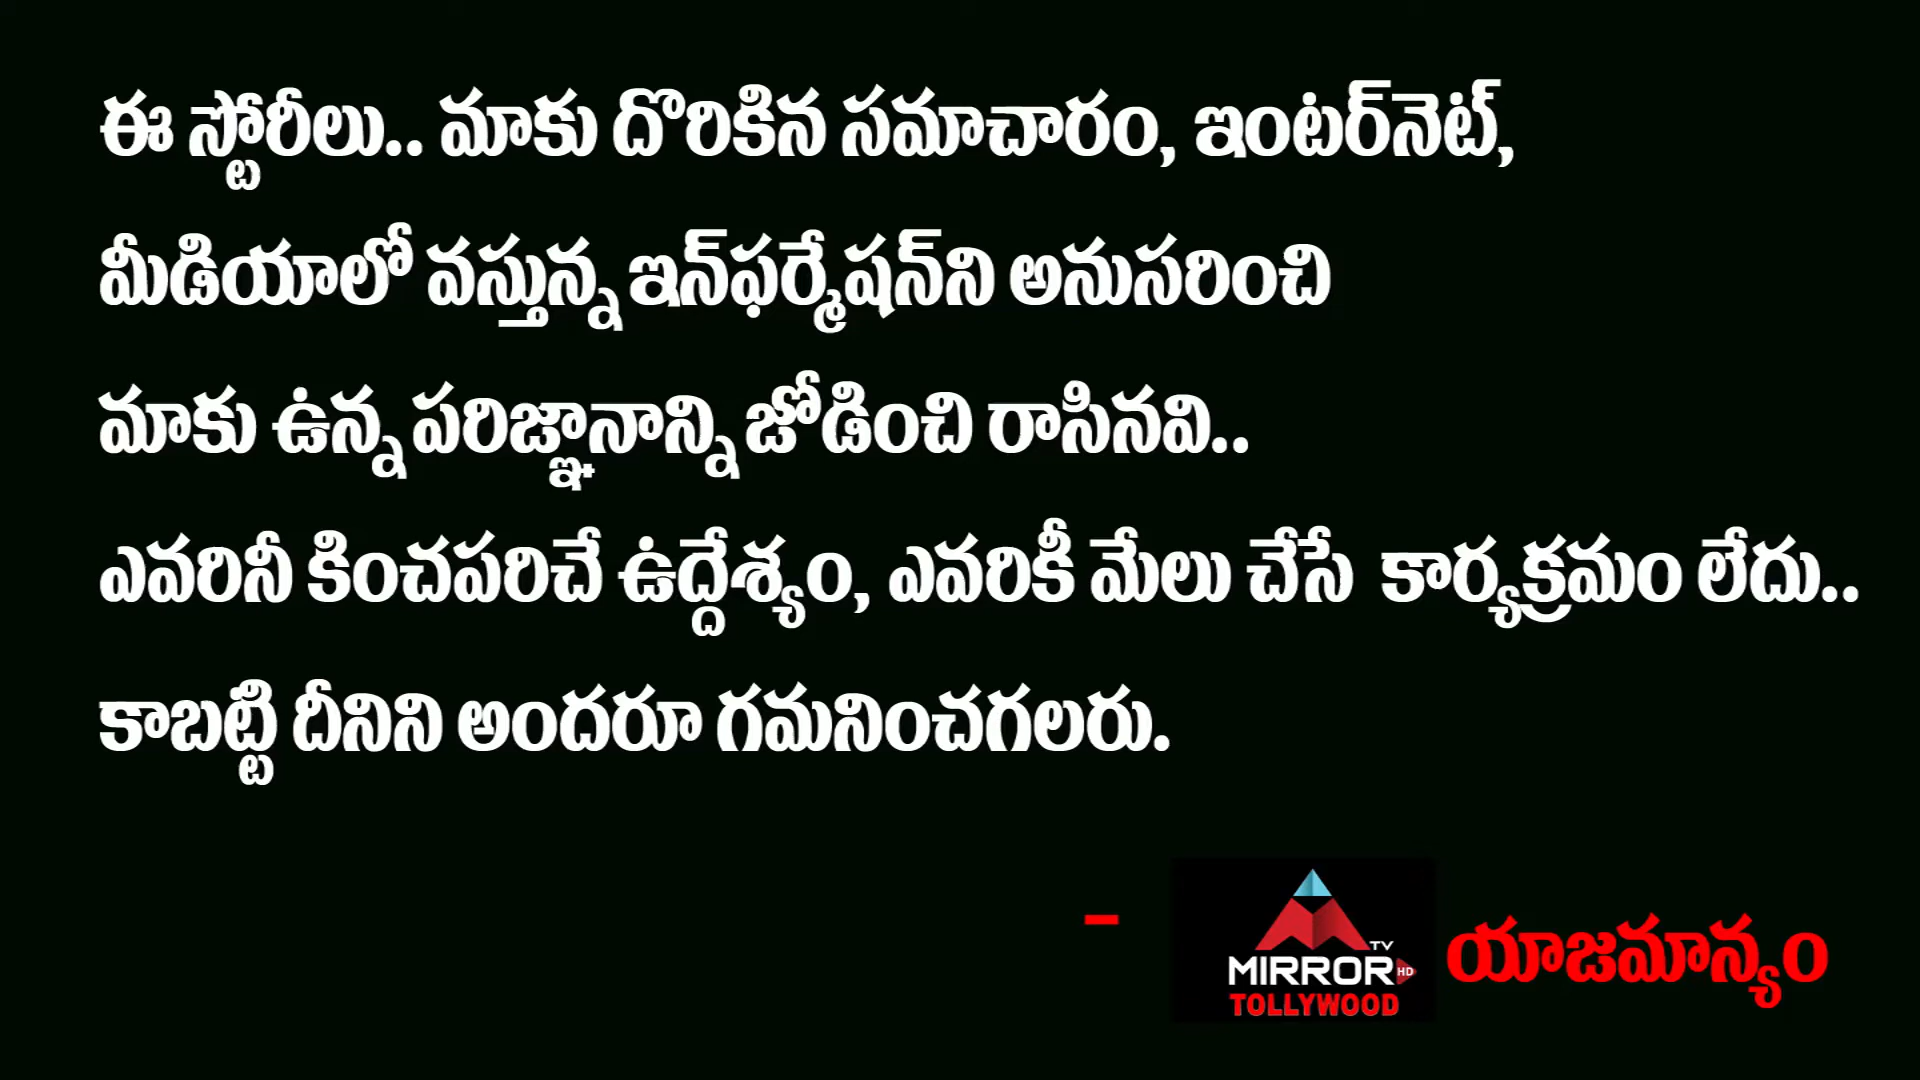 ఈ స్టోరీలు.. మాకు దొరికిన సమాచారం, ఇంటర్‌నెట్,
మీడియాలో వస్తున్న ఇన్‌ఫర్మేషన్‌ని అనుసరించి
మాకు ఉన్న పరిజ్ఞానాన్ని జోడించి రాసినవి..
ఎవరినీ కించపరిచే ఉద్దేశ్యం, ఎవరికీ మేలు చేసే కార్యక్రమం లేదు..
కాబట్టి దీనిని అందరూ గమనించగలరు.
- TV MIRROR HD TOLLYWOOD యాజమాన్యం